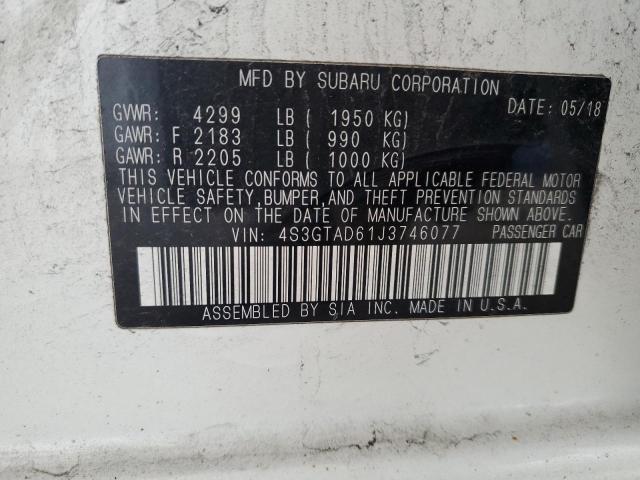 MFD BY SUBARU CORPORATION
DATE: 05/18
GVWR: 4299 LB ( 1950 KG)
GAWR: F 2183 LB ( 990 KG)
GAWR: R 2205 LB ( 1000 KG)
THIS VEHICLE CONFORMS TO ALL APPLICABLE FEDERAL MOTOR
VEHICLE SAFETY, BUMPER, AND THEFT PREVENTION STANDARDS
IN EFFECT ON THE DATE OF MANUFACTURE SHOWN ABOVE.
VIN: 4S3GTAD61J3746077 PASSENGER CAR
ASSEMBLED BY SIA INC. MADE IN U.S.A.